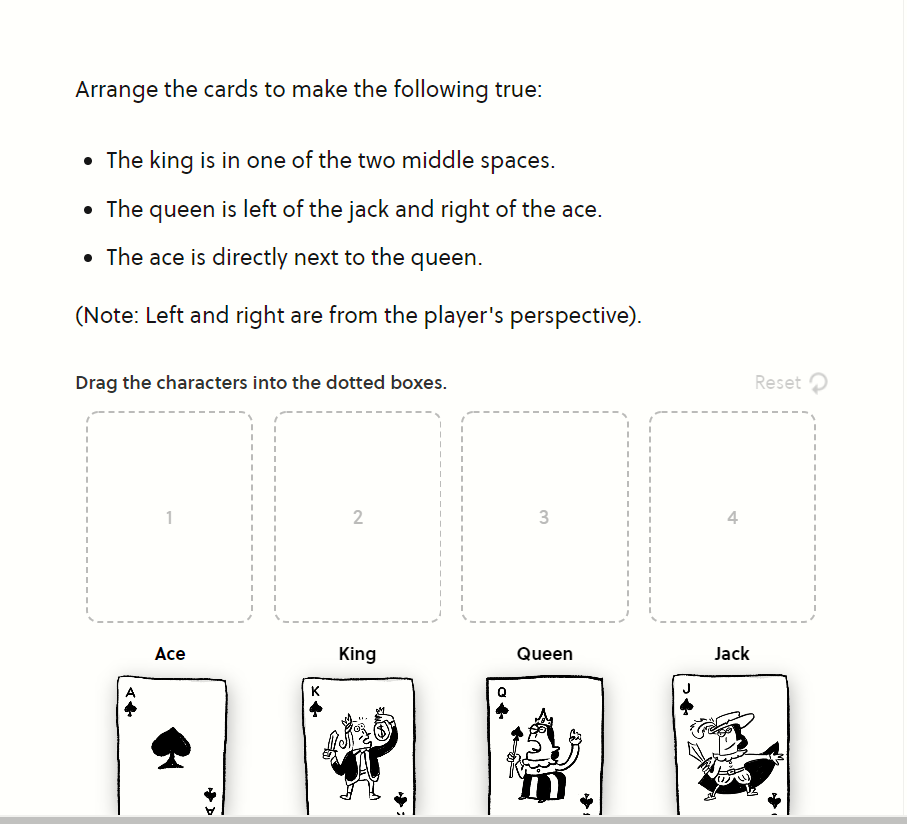 Arrange the cards to make the following true:
• The king is in one of the two middle spaces.
• The queen is left of the jack and right of the ace.
• The ace is directly next to the queen.
(Note: Left and right are from the player's perspective).
Drag the characters into the dotted boxes.
Reset
1 2 3 4
Ace King Queen Jack
A K Q J
$
A